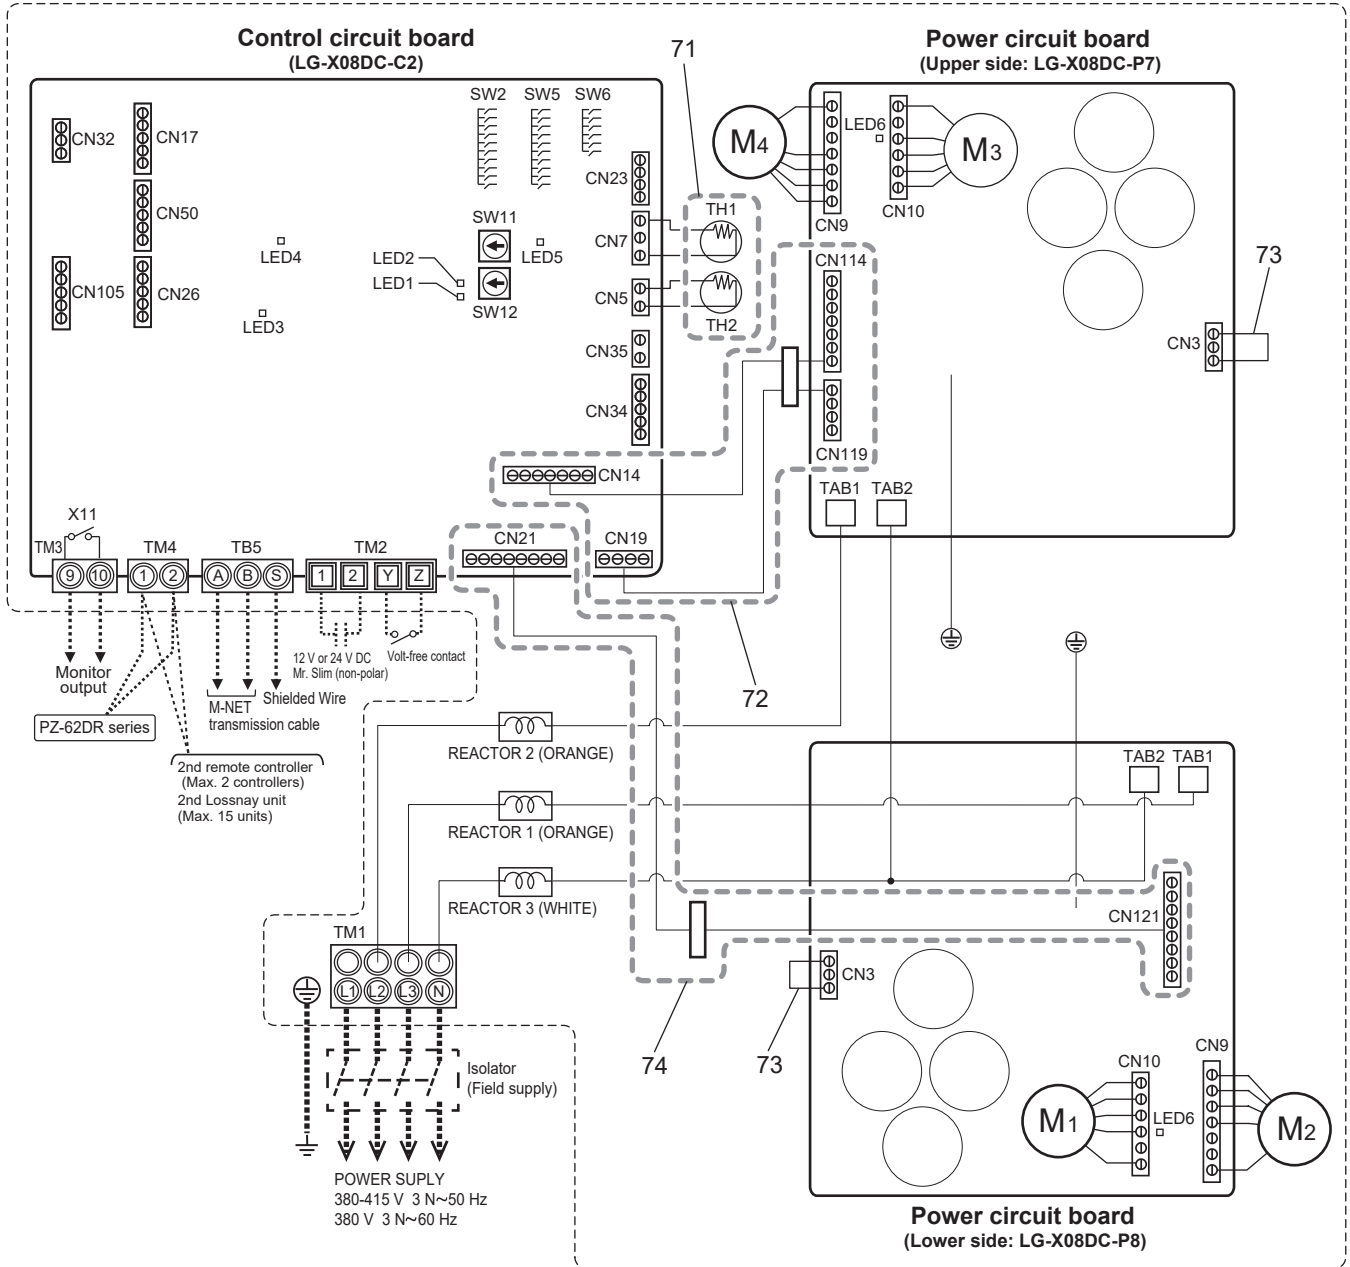 Control circuit board
(LG-X08DC-C2)
71
Power circuit board
(Upper side: LG-X08DC-P7)
SW2 SW5 SW6
CN32
CN17
CN50
CN105
CN26
LED4
LED3
LED2
LED1
SW11
SW12
LED5
CN23
CN7
CN5
CN35
CN34
TH1
TH2
M4
LED6
M3
CN9
CN10
CN114
CN119
73
CN3
TAB1 TAB2
CN14
CN21
CN19
X11
TM3
TM4
TB5
TM2
9 10
1 2
A B S
1 2 Y Z
Monitor
output
PZ-62DR series
M-NET
transmission cable
Shielded Wire
12 V or 24 V DC
Mr. Slim (non-polar)
Volt-free contact
2nd remote controller
(Max. 2 controllers)
2nd Lossnay unit
(Max. 15 units)
72
REACTOR 2 (ORANGE)
REACTOR 1 (ORANGE)
REACTOR 3 (WHITE)
TAB2 TAB1
TM1
L1 L2 L3 N
CN121
CN3
74
73
Isolator
(Field supply)
CN10
CN9
M1
LED6
M2
POWER SUPLY
380-415 V 3 N~50 Hz
380 V 3 N~60 Hz
Power circuit board
(Lower side: LG-X08DC-P8)